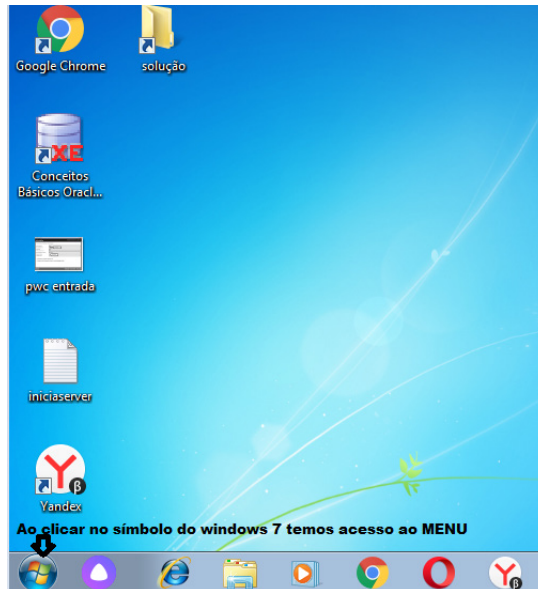 Google Chrome
solução
XE
Conceitos
Básicos Oracl...
pwc entrada
iniciaserver
β
Yandex
Ao clicar no símbolo do windows 7 temos acesso ao MENU
β